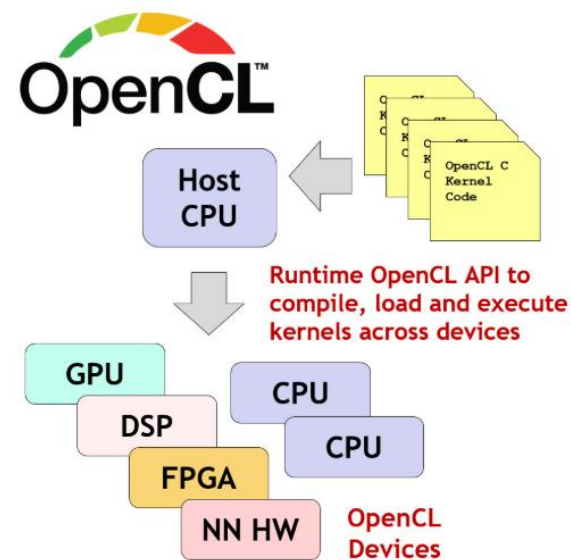 OpenCL™
OpenCL C
Kernel
Code
Host
CPU
Runtime OpenCL API to
compile, load and execute
kernels across devices
GPU
CPU
DSP
CPU
FPGA
NN HW
OpenCL
Devices